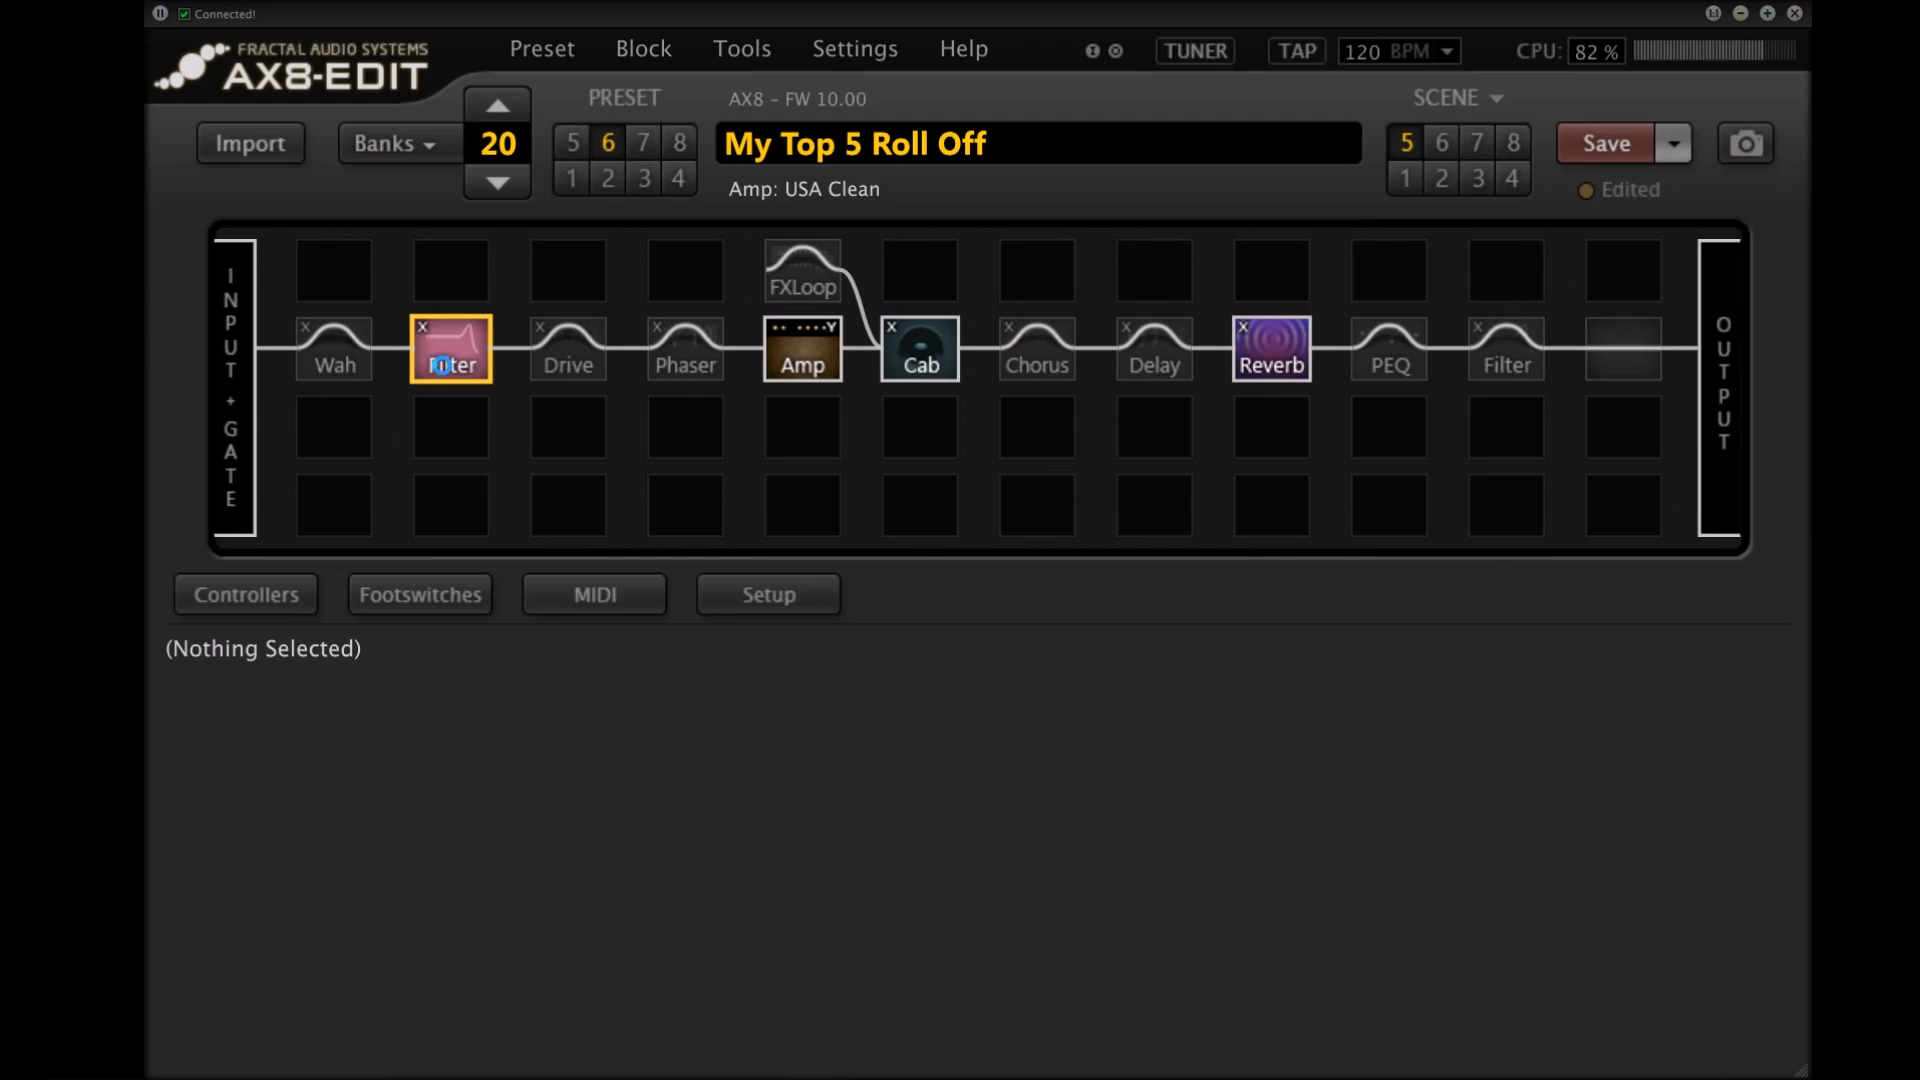 Connected!
FRACTAL AUDIO SYSTEMS
AX8-EDIT
Preset Block Tools Settings Help
TUNER TAP 120 BPM CPU: 82 %
Import Banks 20
PRESET
5 6 7 8
1 2 3 4
AX8 - FW 10.00
My Top 5 Roll Off
Amp: USA Clean
SCENE
5 6 7 8
1 2 3 4
Save
Edited
INPUT + GATE
FXLoop
X Wah
X Filter
X Drive
X Phaser
Y Amp
X Cab
X Chorus
X Delay
X Reverb
PEQ
X Filter
OUTPUT
Controllers Footswitches MIDI Setup
(Nothing Selected)